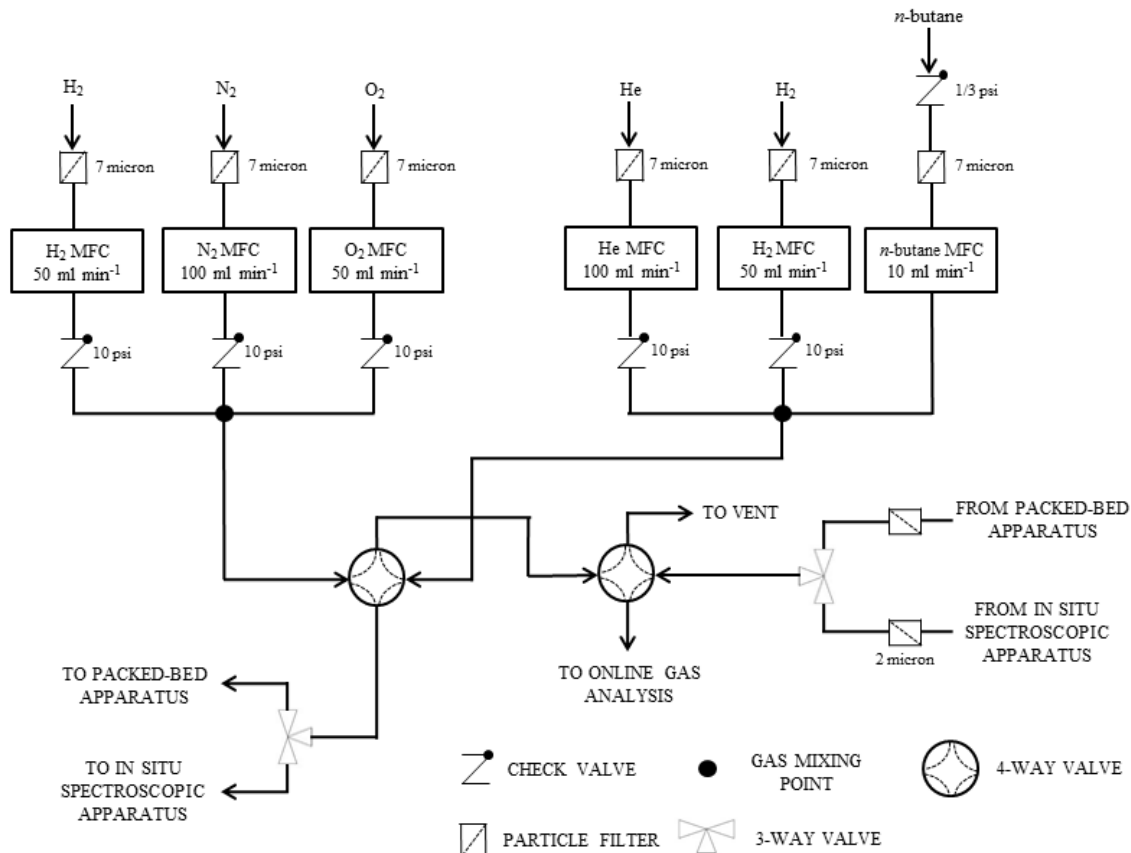 n-butane
1/3 psi
H₂
N₂
O₂
He
H₂
7 micron
7 micron
7 micron
7 micron
7 micron
7 micron
H₂ MFC
50 ml min⁻¹
N₂ MFC
100 ml min⁻¹
O₂ MFC
50 ml min⁻¹
He MFC
100 ml min⁻¹
H₂ MFC
50 ml min⁻¹
n-butane MFC
10 ml min⁻¹
10 psi
10 psi
10 psi
10 psi
10 psi
TO VENT
FROM PACKED-BED
APPARATUS
FROM IN SITU
SPECTROSCOPIC
APPARATUS
2 micron
TO ONLINE GAS
ANALYSIS
TO PACKED-BED
APPARATUS
TO IN SITU
SPECTROSCOPIC
APPARATUS
CHECK VALVE
GAS MIXING
POINT
4-WAY VALVE
PARTICLE FILTER
3-WAY VALVE